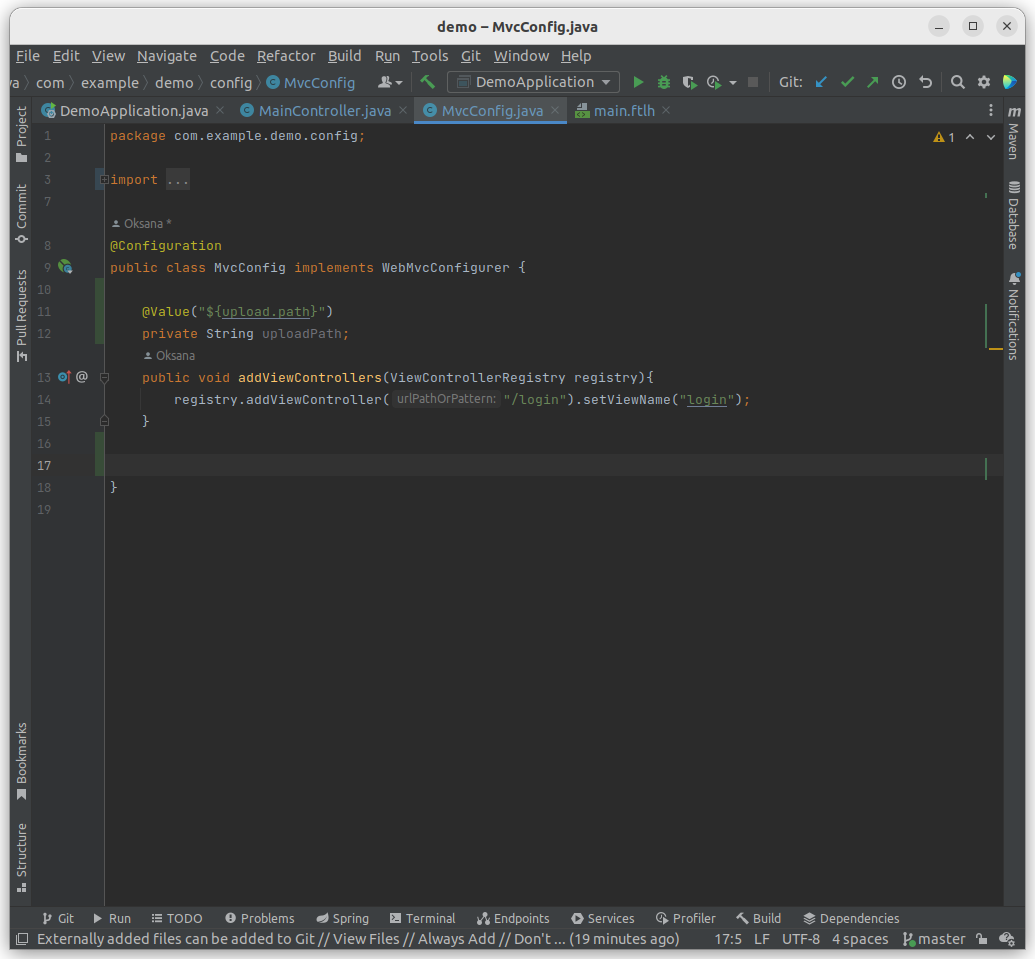 demo – MvcConfig.java
File Edit View Navigate Code Refactor Build Run Tools Git Window Help
va com example demo config MvcConfig DemoApplication Git:
DemoApplication.java MainController.java MvcConfig.java main.ftlh
Project
Commit
Pull Requests
Bookmarks
Structure
1 package com.example.demo.config;
2
3 import ...
7
Oksana *
8 @Configuration
9 public class MvcConfig implements WebMvcConfigurer {
10
11 @Value("${upload.path}")
12 private String uploadPath;
Oksana
13 @ public void addViewControllers(ViewControllerRegistry registry){
14 registry.addViewController( urlPathOrPattern: "/login").setViewName("login");
15 }
16
17
18 }
19
1
m Maven
Database
Notifications
Git Run TODO Problems Spring Terminal Endpoints Services Profiler Build Dependencies
Externally added files can be added to Git // View Files // Always Add // Don't ... (19 minutes ago) 17:5 LF UTF-8 4 spaces master